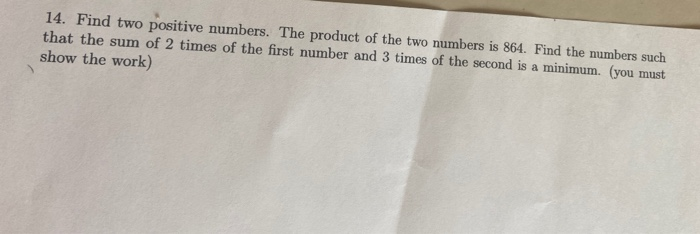 14. Find two positive numbers. The product of the two numbers is 864. Find the numbers such
that the sum of 2 times of the first number and 3 times of the second is a minimum. (you must
show the work)